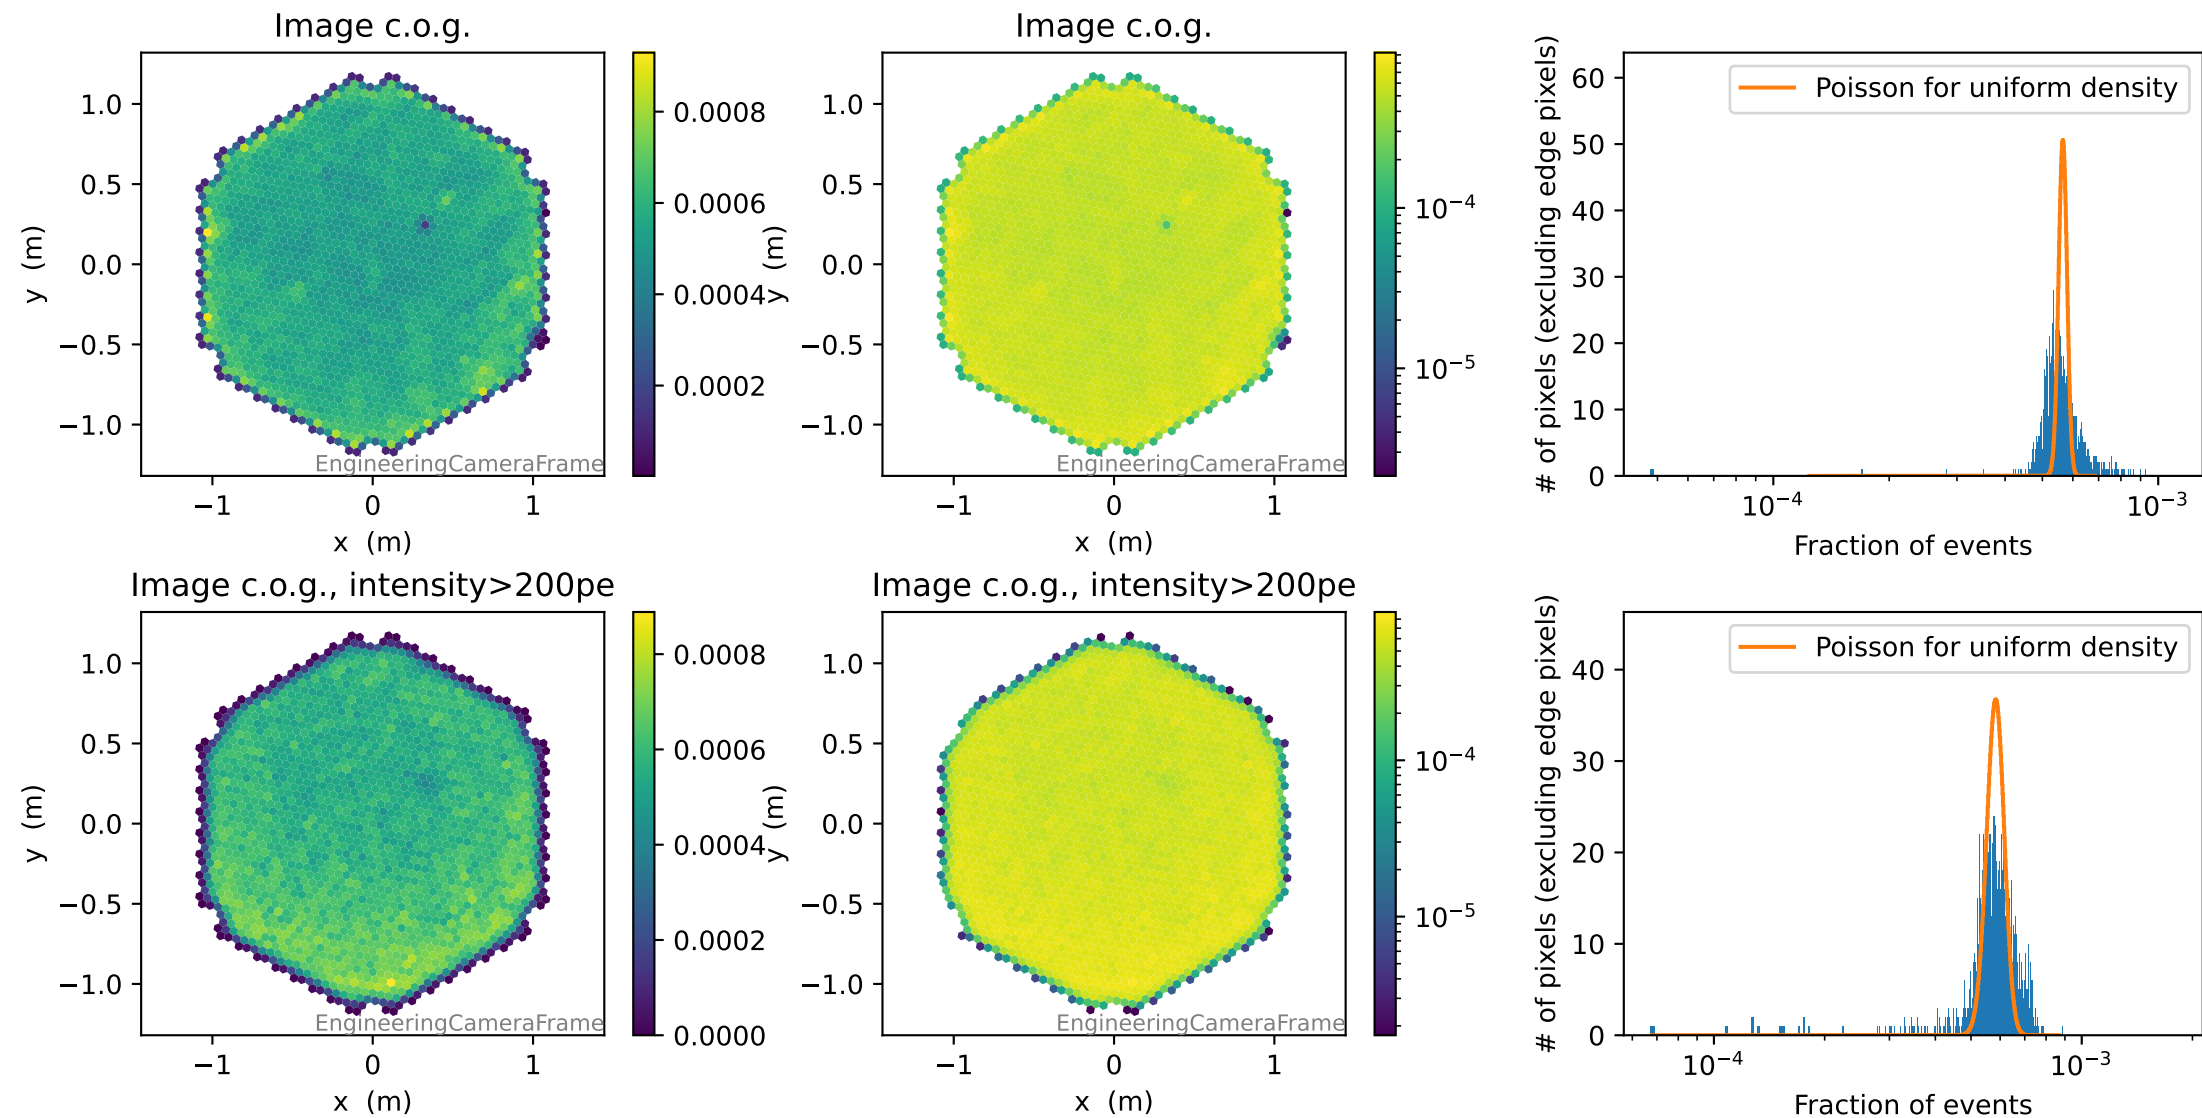 Image c.o.g.
1.0
0.5
0.0
−0.5
−1.0
y (m)
−1
0
1
x (m)
EngineeringCameraFrame
0.0008
0.0006
0.0004
0.0002
Image c.o.g.
1.0
0.5
0.0
−0.5
−1.0
y (m)
−1
0
1
x (m)
EngineeringCameraFrame
10⁻⁴
10⁻⁵
60
50
40
30
20
10
0
# of pixels (excluding edge pixels)
Poisson for uniform density
10⁻⁴
10⁻³
Fraction of events
Image c.o.g., intensity>200pe
1.0
0.5
0.0
−0.5
−1.0
y (m)
−1
0
1
x (m)
EngineeringCameraFrame
0.0008
0.0006
0.0004
0.0002
0.0000
Image c.o.g., intensity>200pe
1.0
0.5
0.0
−0.5
−1.0
y (m)
−1
0
1
x (m)
EngineeringCameraFrame
10⁻⁴
10⁻⁵
40
30
20
10
0
# of pixels (excluding edge pixels)
Poisson for uniform density
10⁻⁴
10⁻³
Fraction of events